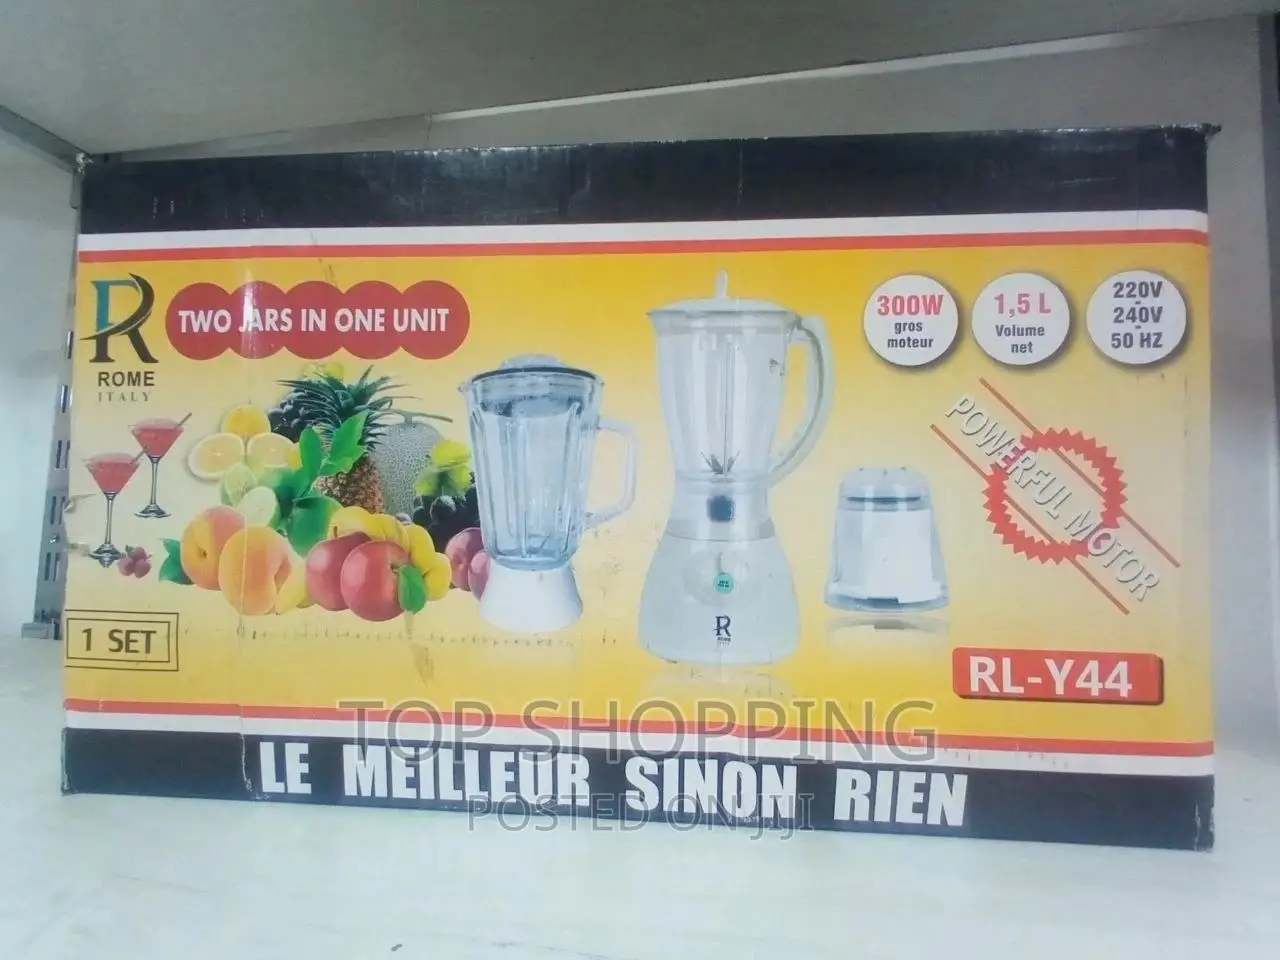 R
ROME
ITALY
TWO JARS IN ONE UNIT
300W
gros
moteur
1,5 L
Volume
net
220V
-
240V
-
50 HZ
POWERFUL MOTOR
R
ROME
1 SET
RL-Y44
TOP SHOPPING
LE MEILLEUR SINON RIEN
POSTED ON JIJI